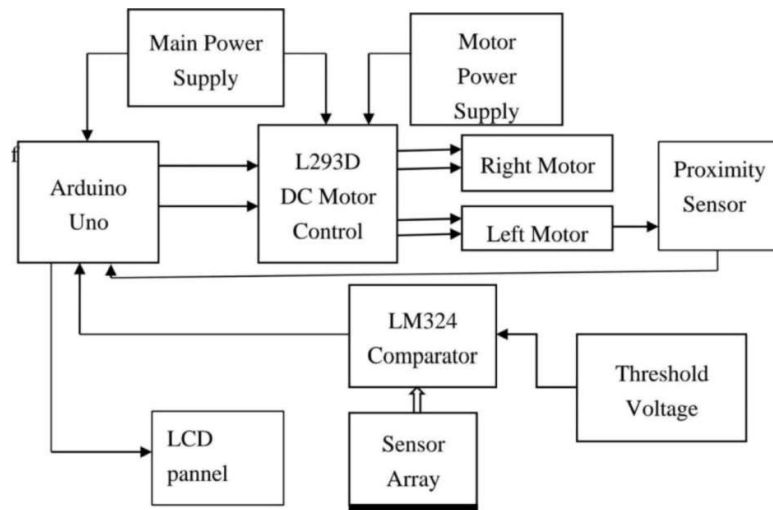 Main Power
Supply
Motor
Power
Supply
f
Arduino
Uno
L293D
DC Motor
Control
Right Motor
Left Motor
Proximity
Sensor
LM324
Comparator
Threshold
Voltage
LCD
pannel
Sensor
Array